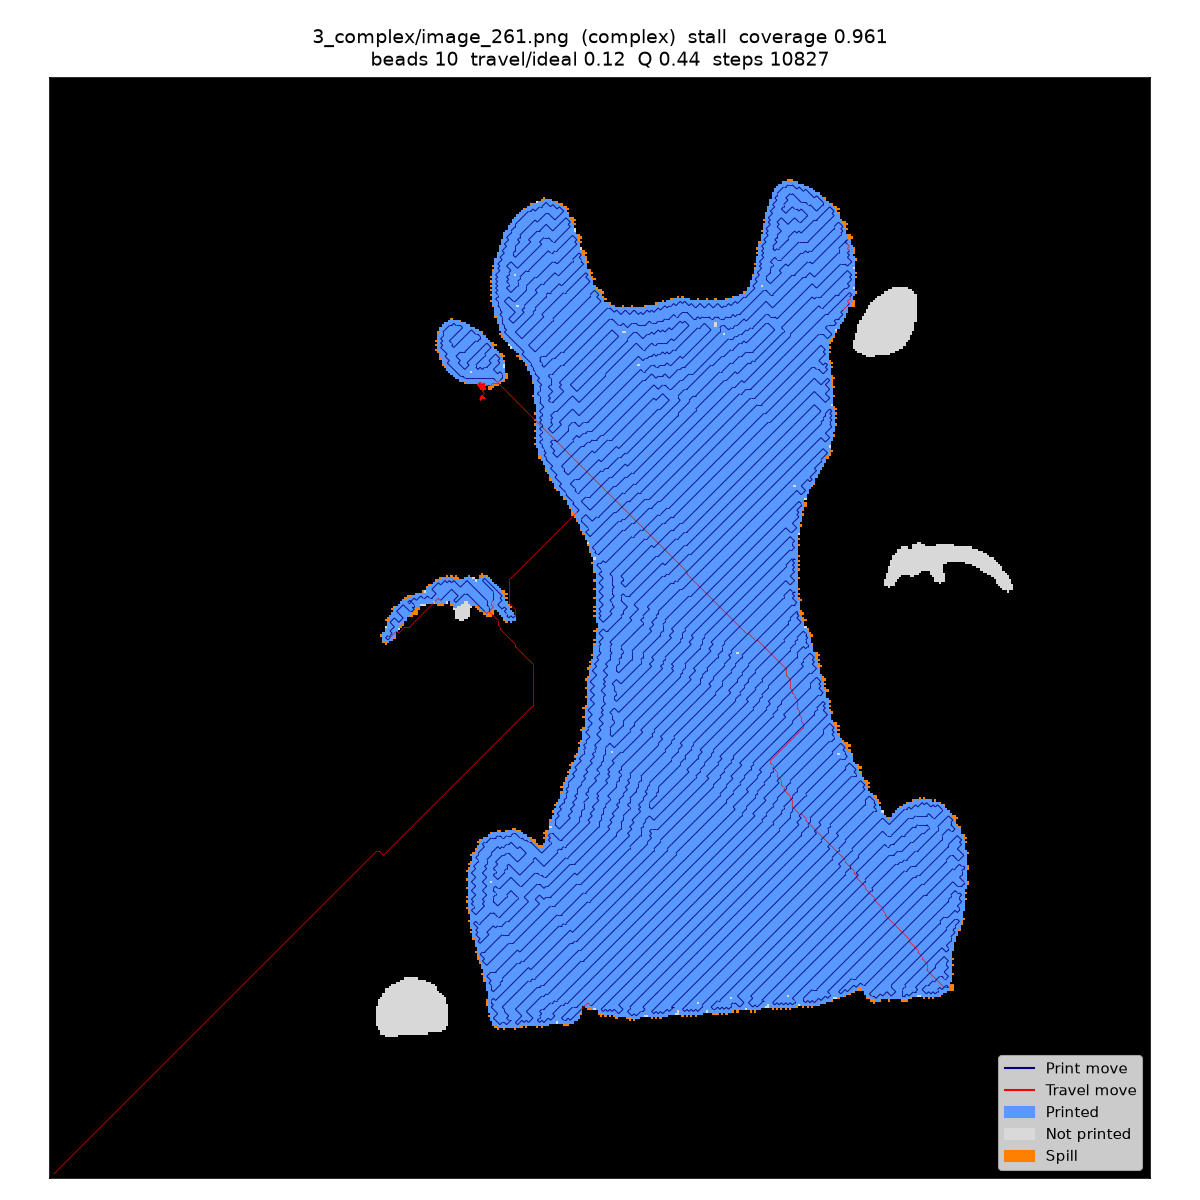 3_complex/image_261.png  (complex)  stall  coverage 0.961
beads 10  travel/ideal 0.12  Q 0.44  steps 10827
Print move
Travel move
Printed
Not printed
Spill